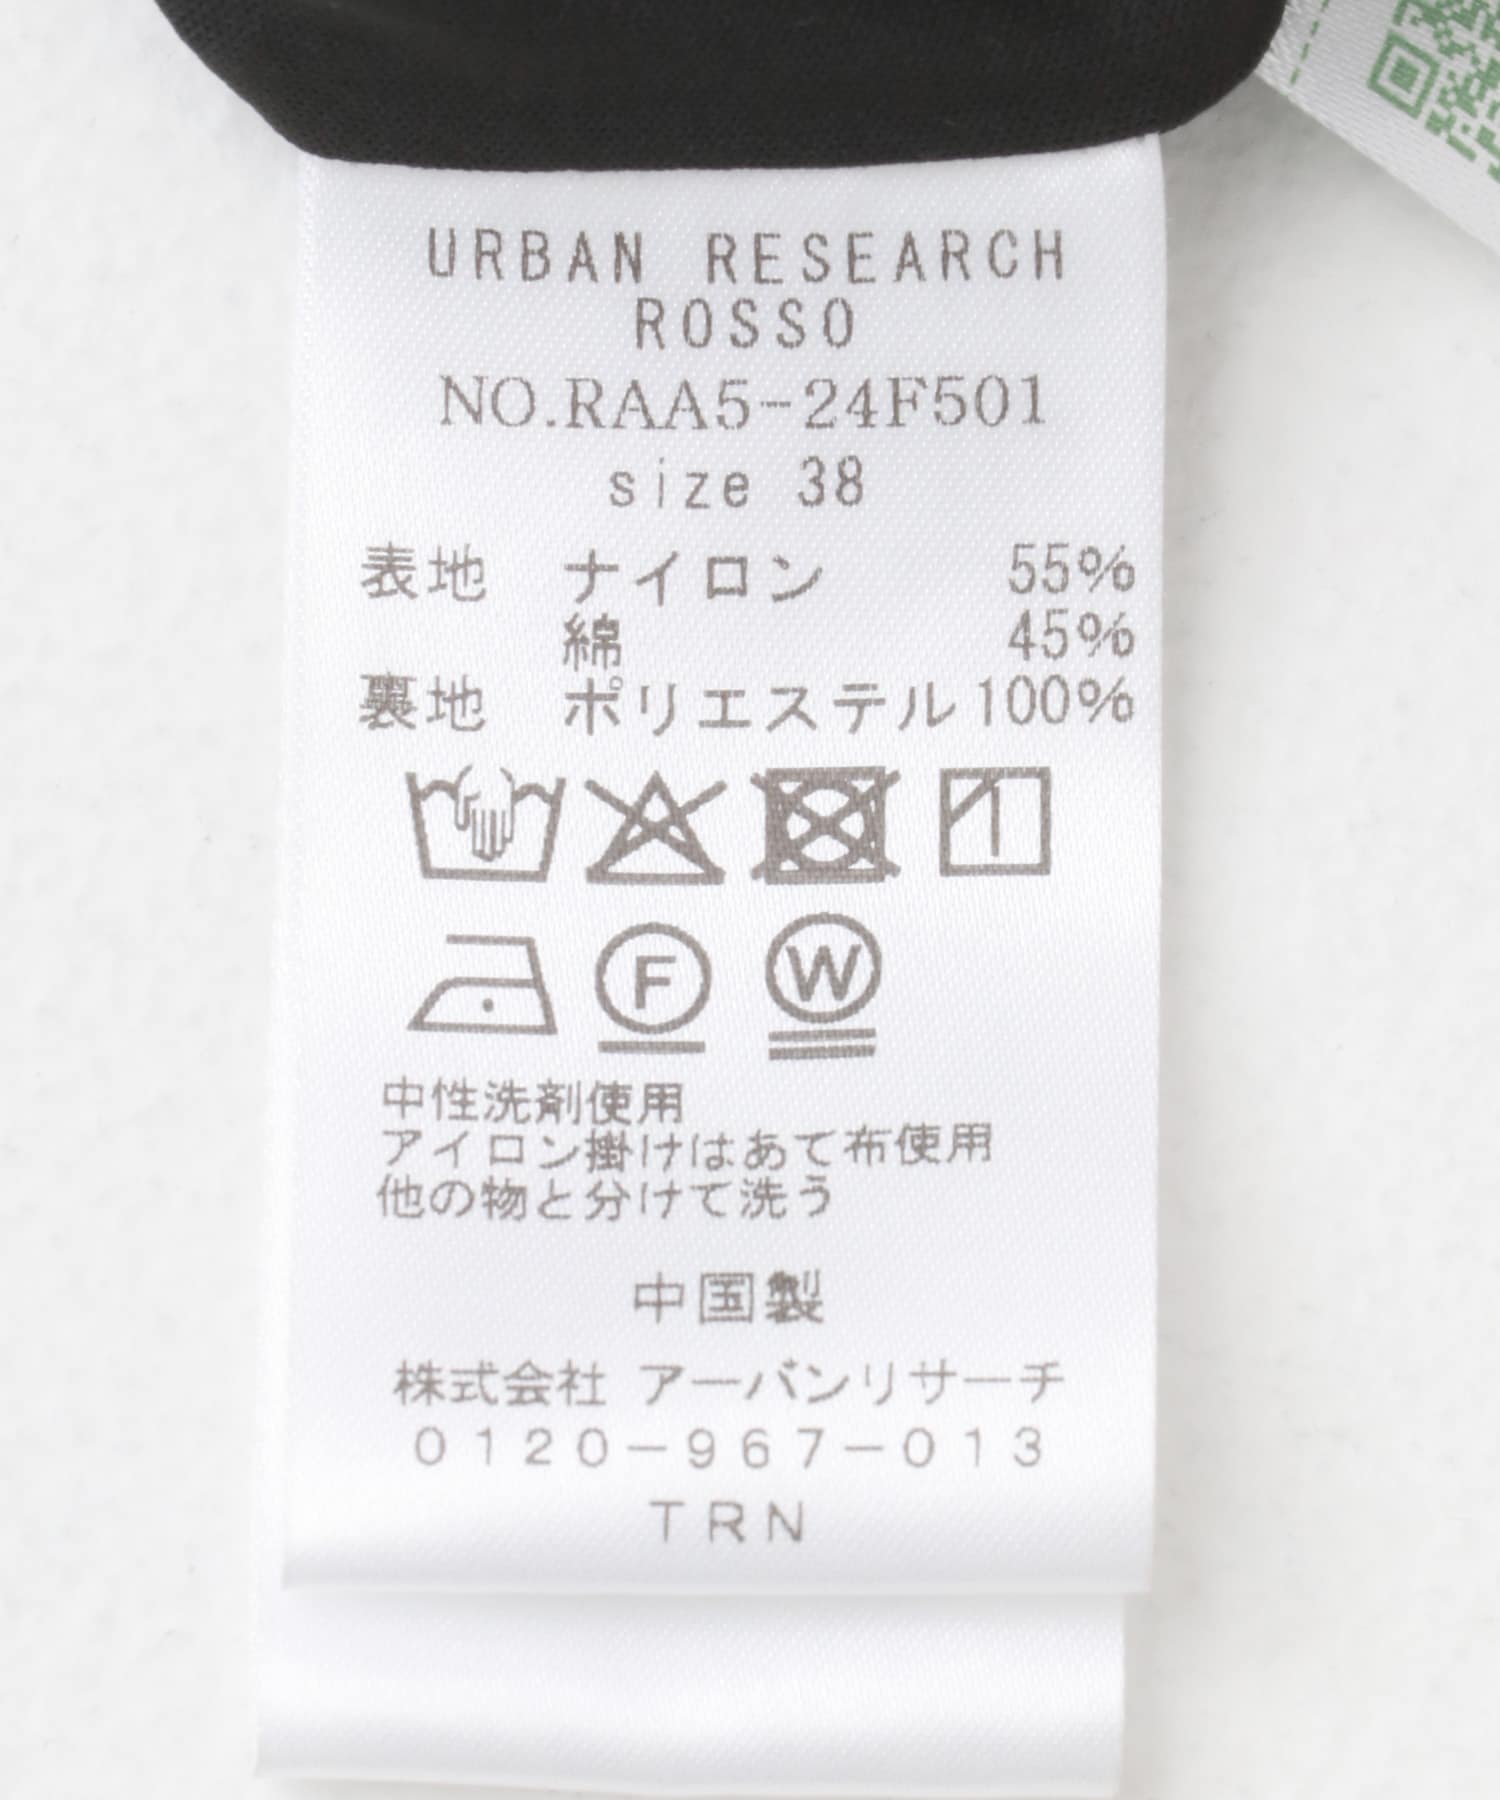 URBAN RESEARCH
ROSSO
NO.RAA5-24F501
size 38
表地 ナイロン 55%
綿 45%
裏地 ポリエステル 100%
F W
中性洗剤使用
アイロン掛けはあて布使用
他の物と分けて洗う
中国製
株式会社 アーバンリサーチ
0120-967-013
TRN